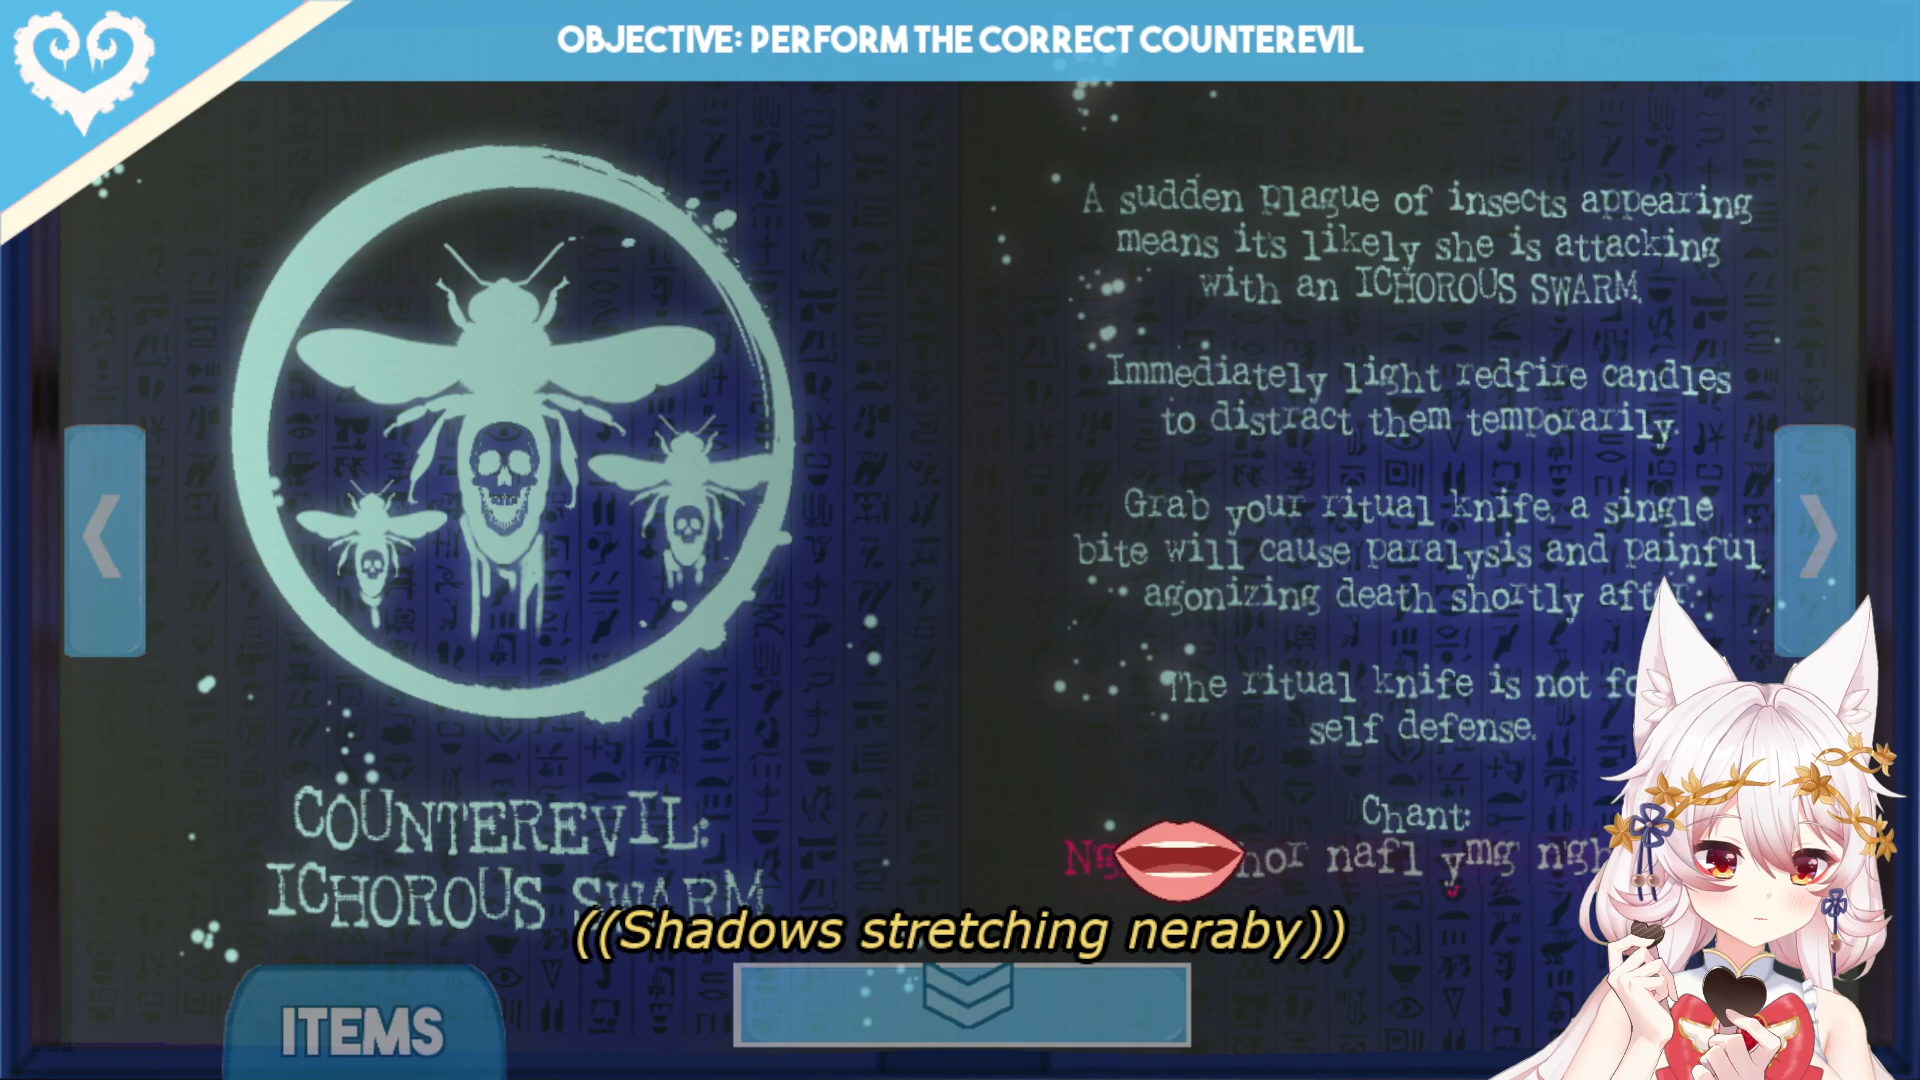 OBJECTIVE: PERFORM THE CORRECT COUNTEREVIL
COUNTEREVIL:
ICHOROUS SWARM
A sudden plague of insects appearing
means its likely she is attacking
with an ICHOROUS SWARM.
Immediately light redfire candles
to distract them temporarily.
Grab your ritual knife, a single
bite will cause paralysis and painful
agonizing death shortly after.
The ritual knife is not
self defense.
Chant:
nafl ymg
((Shadows stretching neraby))
ITEMS